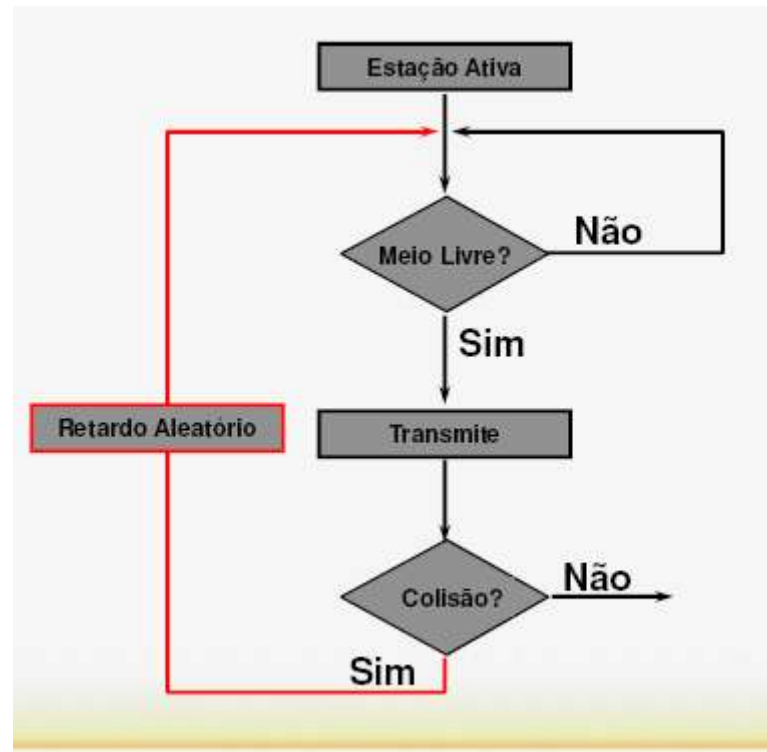 Estação Ativa
Meio Livre?
Não
Sim
Retardo Aleatório
Transmite
Colisão?
Não
Sim